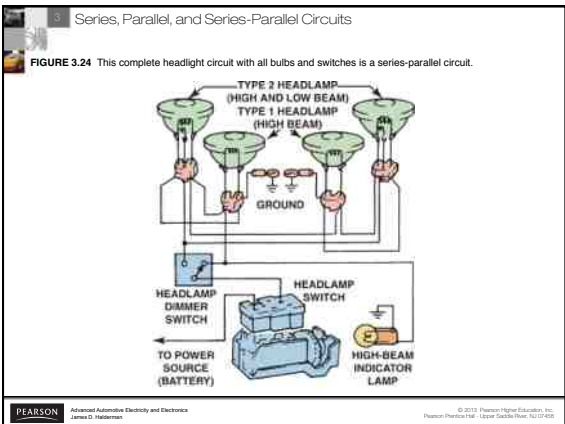 3 Series, Parallel, and Series-Parallel Circuits
FIGURE 3.24 This complete headlight circuit with all bulbs and switches is a series-parallel circuit.
TYPE 2 HEADLAMP
(HIGH AND LOW BEAM)
TYPE 1 HEADLAMP
(HIGH BEAM)
GROUND
HEADLAMP
DIMMER
SWITCH
HEADLAMP
SWITCH
TO POWER
SOURCE
(BATTERY)
HIGH-BEAM
INDICATOR
LAMP
PEARSON
Advanced Automotive Electricity and Electronics
James D. Halderman
© 2013 Pearson Higher Education, Inc.
Pearson Prentice Hall - Upper Saddle River, NJ 07458